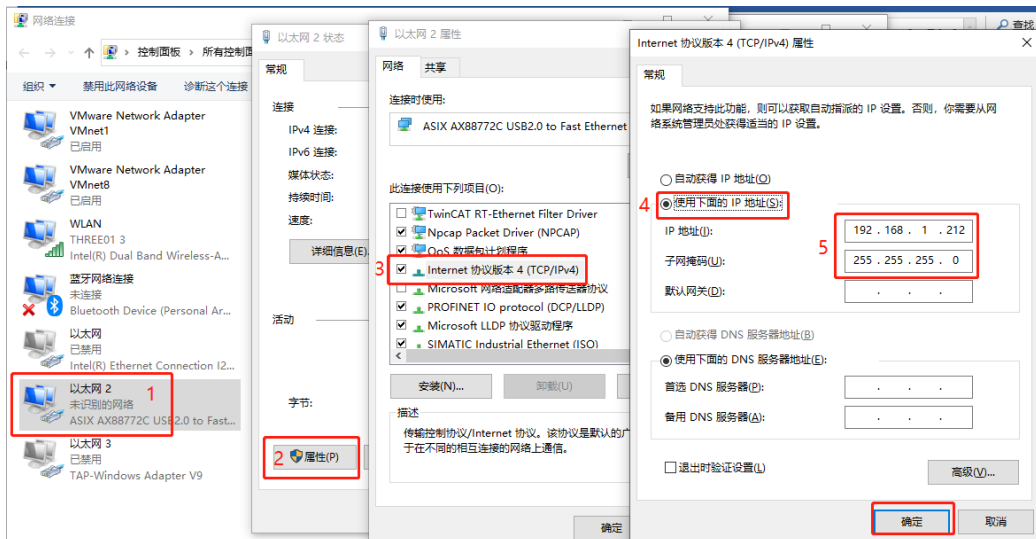 网络连接
控制面板 › 所有控制面
组织
禁用此网络设备
诊断这个连接
VMware Network Adapter
VMnet1
已启用
VMware Network Adapter
VMnet8
已启用
WLAN
THREE01 3
Intel(R) Dual Band Wireless-A...
蓝牙网络连接
未连接
Bluetooth Device (Personal Ar...
以太网
已禁用
Intel(R) Ethernet Connection I2...
以太网 2
1
未识别的网络
ASIX AX88772C USB2.0 to Fast...
以太网 3
已禁用
TAP-Windows Adapter V9
以太网 2 状态
常规
连接
IPv4 连接:
IPv6 连接:
媒体状态:
持续时间:
速度:
详细信息(E)
活动
字节:
2
属性(P)
以太网 2 属性
网络
共享
连接时使用:
ASIX AX88772C USB2.0 to Fast Ethernet
此连接使用下列项目(O):
TwinCAT RT-Ethernet Filter Driver
Npcap Packet Driver (NPCAP)
QoS 数据包计划程序
3
Internet 协议版本 4 (TCP/IPv4)
Microsoft 网络适配器多路传送器协议
PROFINET IO protocol (DCP/LLDP)
Microsoft LLDP 协议驱动程序
SIMATIC Industrial Ethernet (ISO)
安装(N)...
卸载(U)
描述
传输控制协议/Internet 协议。该协议是默认的广
于在不同的相互连接的网络上通信。
确定
查找
Internet 协议版本 4 (TCP/IPv4) 属性
常规
如果网络支持此功能，则可以获取自动指派的 IP 设置。否则，你需要从网
络系统管理员处获得适当的 IP 设置。
自动获得 IP 地址(O)
4
使用下面的 IP 地址(S):
IP 地址(I):
192 . 168 . 1 . 212
5
子网掩码(U):
255 . 255 . 255 . 0
默认网关(D):
. . .
自动获得 DNS 服务器地址(B)
使用下面的 DNS 服务器地址(E):
首选 DNS 服务器(P):
. . .
备用 DNS 服务器(A):
. . .
退出时验证设置(L)
高级(V)...
确定
取消